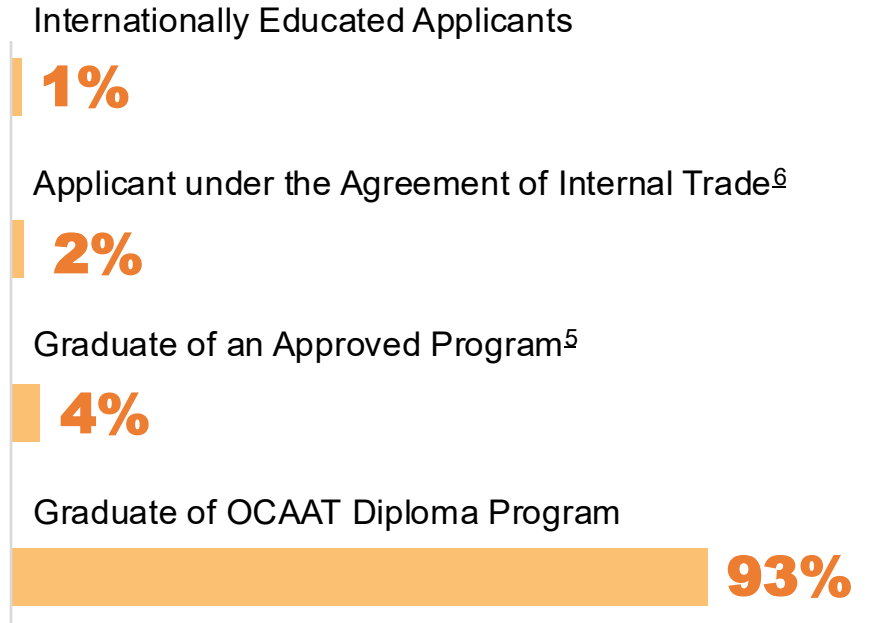 Internationally Educated Applicants
1%
Applicant under the Agreement of Internal Trade6
2%
Graduate of an Approved Program5
4%
Graduate of OCAAT Diploma Program
93%